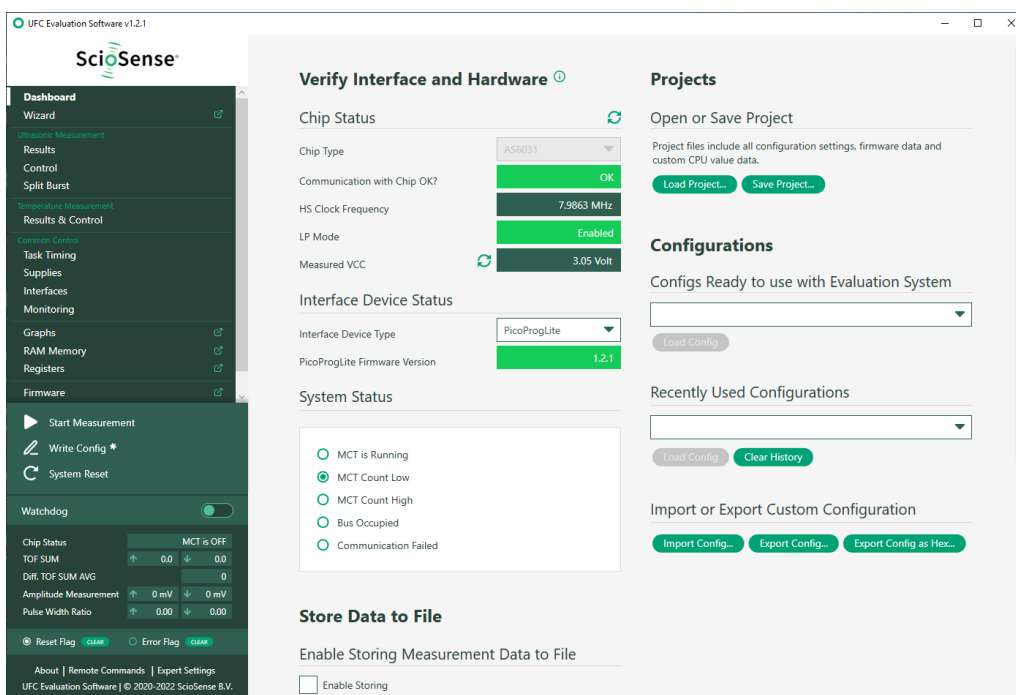 UFC Evaluation Software v1.2.1
ScioSense
Dashboard
Wizard
Ultrasonic Measurement
Results
Control
Split Burst
Temperature Measurement
Results & Control
Common Control
Task Timing
Supplies
Interfaces
Monitoring
Graphs
RAM Memory
Registers
Firmware
Start Measurement
Write Config *
System Reset
Watchdog
Chip Status MCT is OFF
TOF SUM ↑ 0.0 ↓ 0.0
Diff. TOF SUM AVG 0
Amplitude Measurement ↑ 0 mV ↓ 0 mV
Pulse Width Ratio ↑ 0.00 ↓ 0.00
Reset Flag CLEAR Error Flag CLEAR
About | Remote Commands | Expert Settings
UFC Evaluation Software | © 2020-2022 ScioSense B.V.
Verify Interface and Hardware
Chip Status
Chip Type AS6031
Communication with Chip OK? OK
HS Clock Frequency 7.9863 MHz
LP Mode Enabled
Measured VCC 3.05 Volt
Interface Device Status
Interface Device Type PicoProgLite
PicoProgLite Firmware Version 1.2.1
System Status
MCT is Running
MCT Count Low
MCT Count High
Bus Occupied
Communication Failed
Store Data to File
Enable Storing Measurement Data to File
Enable Storing
Projects
Open or Save Project
Project files include all configuration settings, firmware data and
custom CPU value data.
Load Project... Save Project...
Configurations
Configs Ready to use with Evaluation System
Load Config
Recently Used Configurations
Load Config Clear History
Import or Export Custom Configuration
Import Config... Export Config... Export Config as Hex...